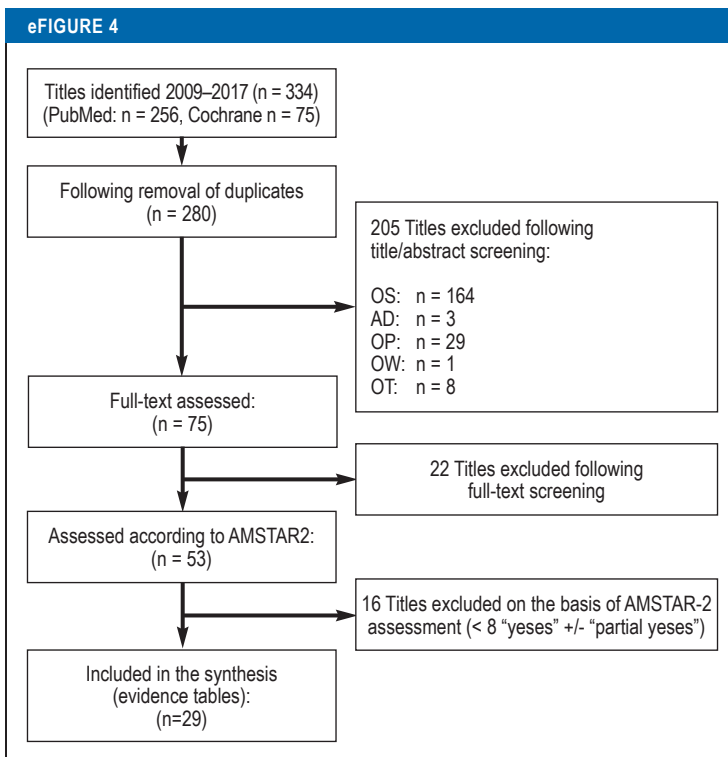 eFIGURE 4
Titles identified 2009–2017 (n = 334)
(PubMed: n = 256, Cochrane n = 75)
Following removal of duplicates
(n = 280)
205 Titles excluded following
title/abstract screening:
OS: n = 164
AD: n = 3
OP: n = 29
OW: n = 1
OT: n = 8
Full-text assessed:
(n = 75)
22 Titles excluded following
full-text screening
Assessed according to AMSTAR2:
(n = 53)
16 Titles excluded on the basis of AMSTAR-2
assessment (< 8 “yeses” +/- “partial yeses”)
Included in the synthesis
(evidence tables):
(n=29)